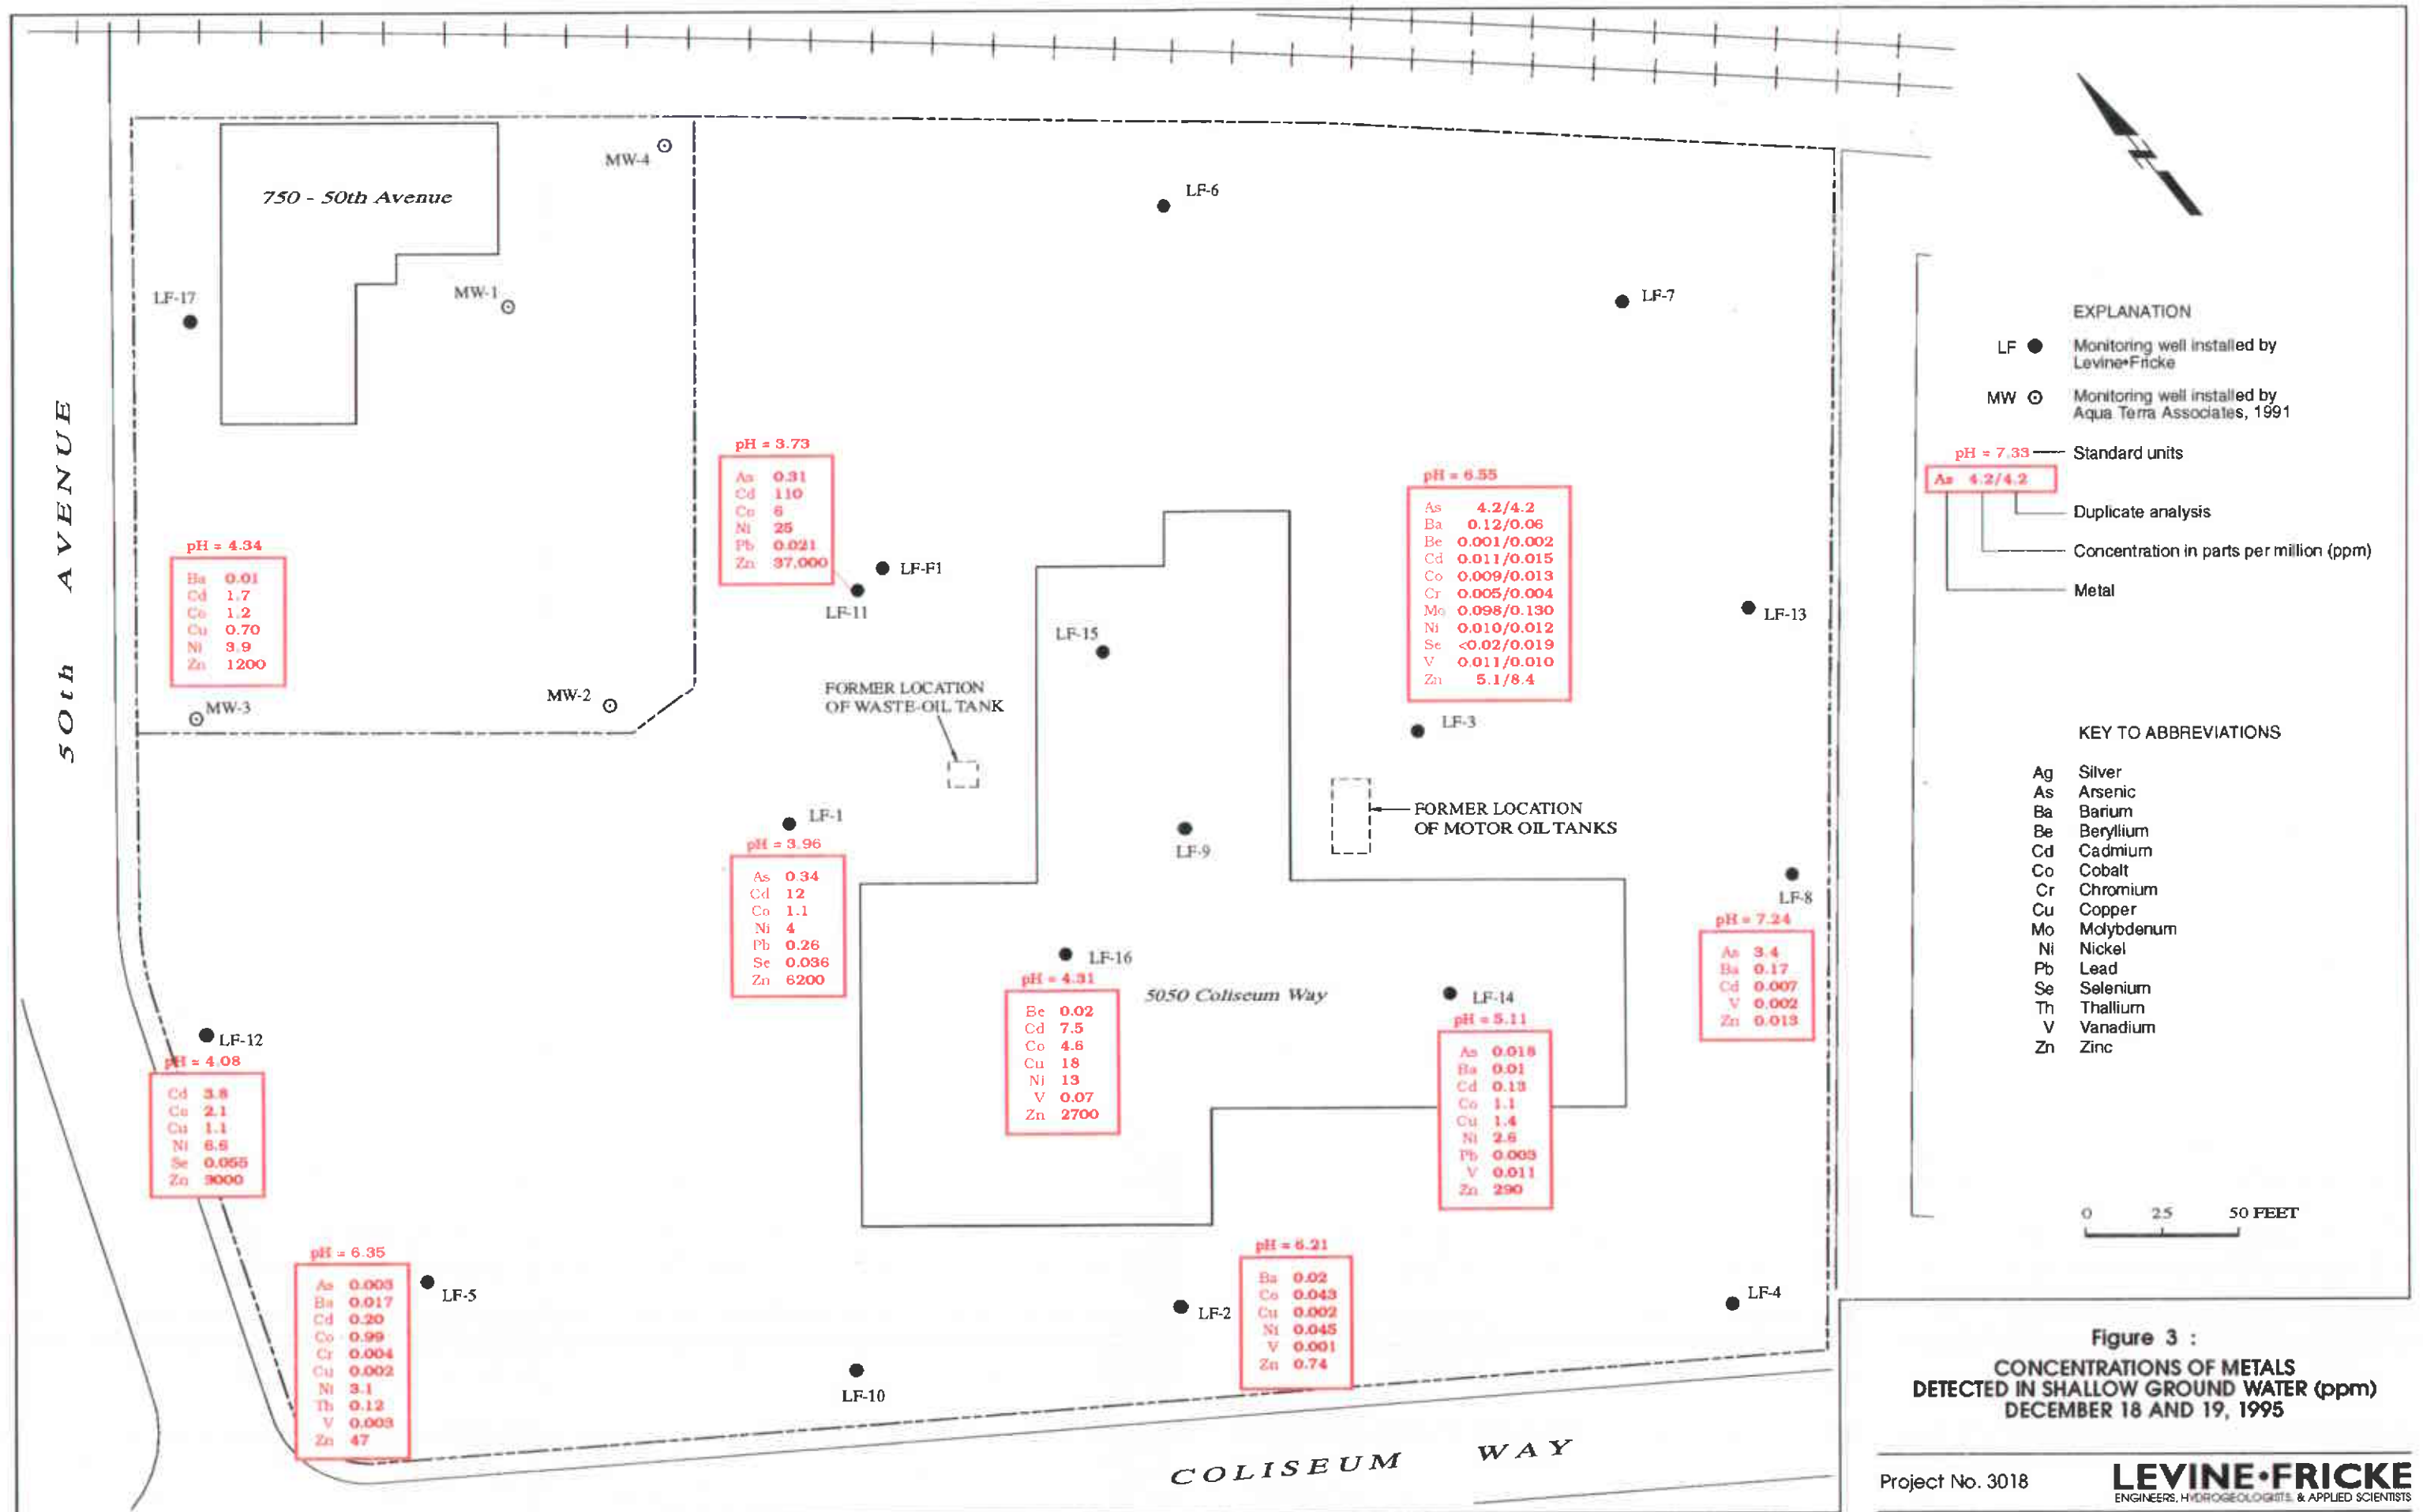 MW-4
LF-6
750 - 50th Avenue
LF-17
MW-1
LF-7
50th AVENUE
pH = 4.34
Ba 0.01
Cd 1.7
Co 1.2
Cu 0.70
Ni 3.9
Zn 1200
MW-3
MW-2
pH = 3.73
As 0.31
Cd 110
Co 6
Ni 25
Pb 0.021
Zn 37,000
LF-F1
LF-11
LF-15
FORMER LOCATION
OF WASTE-OIL TANK
pH = 6.55
As 4.2/4.2
Ba 0.12/0.06
Be 0.001/0.002
Cd 0.011/0.015
Co 0.009/0.013
Cr 0.005/0.004
Mo 0.098/0.130
Ni 0.010/0.012
Se <0.02/0.019
V 0.011/0.010
Zn 5.1/8.4
LF-3
LF-13
FORMER LOCATION
OF MOTOR OIL TANKS
LF-1
pH = 3.96
As 0.34
Cd 12
Co 1.1
Ni 4
Pb 0.26
Se 0.036
Zn 6200
LF-9
LF-8
pH = 7.24
As 3.4
Ba 0.17
Cd 0.007
V 0.002
Zn 0.013
LF-16
pH = 4.31
Be 0.02
Cd 7.5
Co 4.6
Cu 18
Ni 13
V 0.07
Zn 2700
5050 Coliseum Way
LF-14
pH = 5.11
As 0.018
Ba 0.01
Cd 0.13
Co 1.1
Cu 1.4
Ni 2.6
Pb 0.003
V 0.011
Zn 290
LF-12
pH = 4.08
Cd 3.8
Co 2.1
Cu 1.1
Ni 6.6
Se 0.055
Zn
pH = 6.35
As 0.003
Ba 0.017
Cd 0.20
Co 0.99
Cr 0.004
Cu 0.002
Ni 3.1
Th 0.12
V 0.003
Zn 47
LF-5
LF-10
LF-2
pH = 6.21
Ba 0.02
Co 0.043
Cu 0.002
Ni 0.045
V 0.001
Zn 0.74
LF-4
COLISEUM WAY
EXPLANATION
LF Monitoring well installed by
Levine•Fricke
MW Monitoring well installed by
Aqua Terra Associates, 1991
pH = 7.33 Standard units
As 4.2/4.2
Duplicate analysis
Concentration in parts per million (ppm)
Metal
KEY TO ABBREVIATIONS
Ag Silver
As Arsenic
Ba Barium
Be Beryllium
Cd Cadmium
Co Cobalt
Cr Chromium
Cu Copper
Mo Molybdenum
Ni Nickel
Pb Lead
Se Selenium
Th Thallium
V Vanadium
Zn Zinc
0 25 50 FEET
Figure 3 :
CONCENTRATIONS OF METALS
DETECTED IN SHALLOW GROUND WATER (ppm)
DECEMBER 18 AND 19, 1995
Project No. 3018
LEVINE•FRICKE
ENGINEERS, HYDROGEOLOGISTS, & APPLIED SCIENTISTS